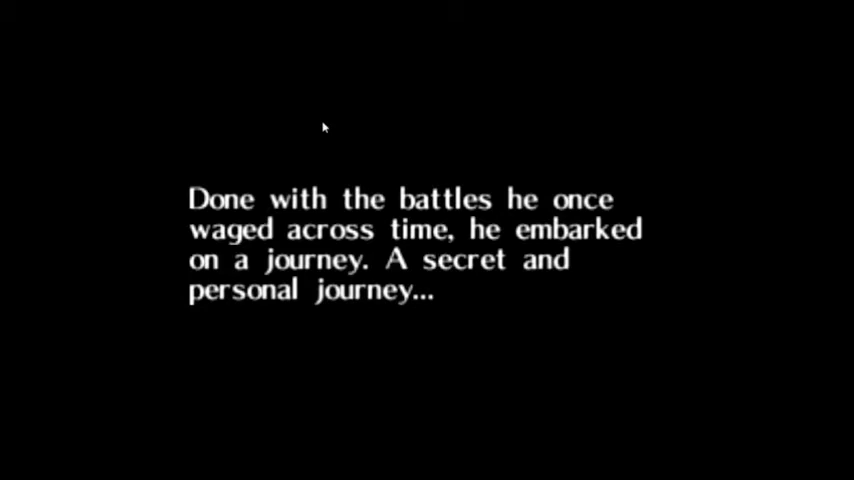 Done with the battles he once
waged across time, he embarked
on a journey. A secret and
personal journey...